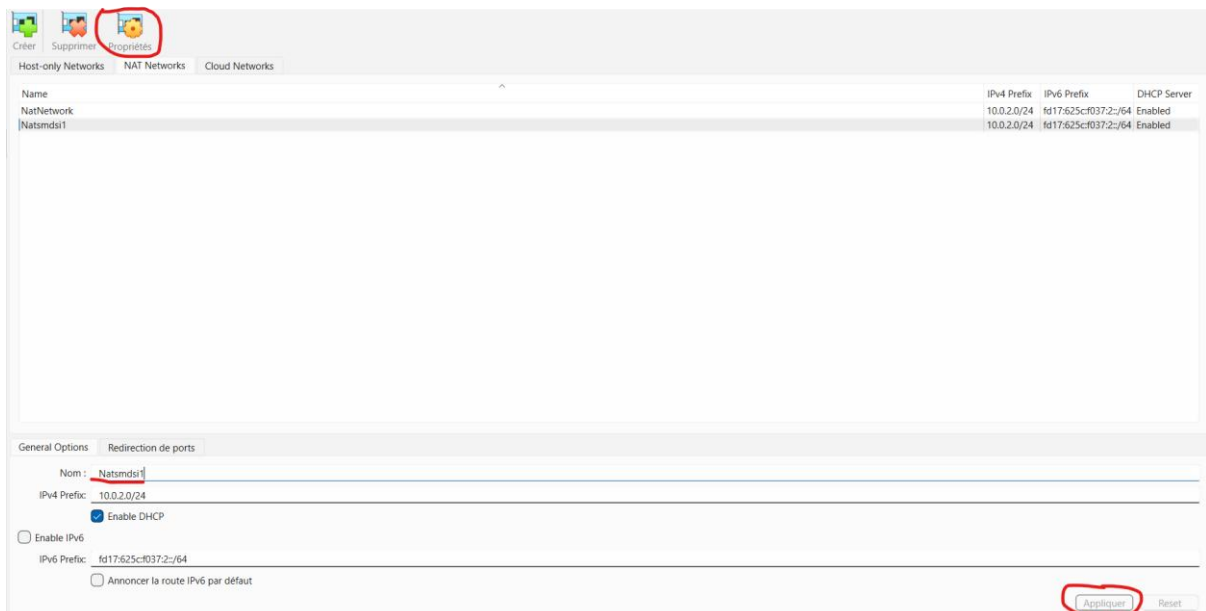 Créer Supprimer Propriétés
Host-only Networks NAT Networks Cloud Networks
Name IPv4 Prefix IPv6 Prefix DHCP Server
NatNetwork 10.0.2.0/24 fd17:625c:f037:2::/64 Enabled
Natsmdsi1 10.0.2.0/24 fd17:625c:f037:2::/64 Enabled
General Options Redirection de ports
Nom : Natsmdsi1
IPv4 Prefix: 10.0.2.0/24
Enable DHCP
Enable IPv6
IPv6 Prefix: fd17:625c:f037:2::/64
Annoncer la route IPv6 par défaut
Appliquer Reset